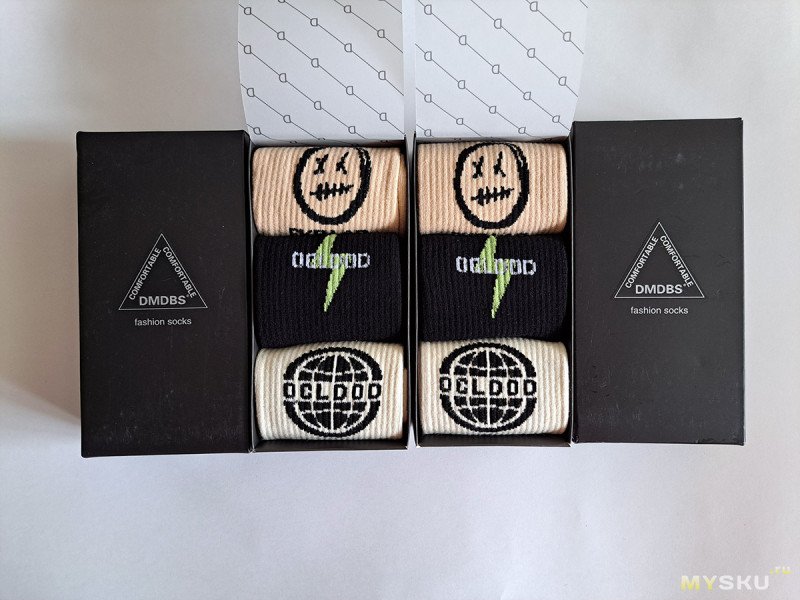 COMFORTABLE
COMFORTABLE
DMDBS
fashion socks
OCLDOD
OCLDOD
OCLDOD
OCLDOD
COMFORTABLE
COMFORTABLE
DMDBS
fashion socks
MYSKU.ru